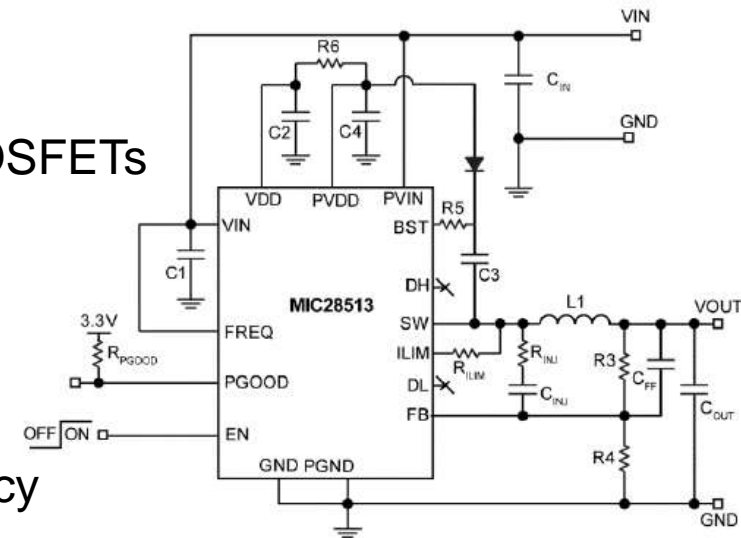 VIN
R6
C_IN
C2
C4
GND
OSFETs
VDD
PVDD
PVIN
R5
VIN
BST
C1
C3
MIC28513
DH
L1
VOUT
3.3V
FREQ
SW
R_PGOOD
ILIM
R_ILIM
R_INJ
R3
C_FF
PGOOD
DL
C_INJ
C_OUT
FB
OFF
ON
EN
R4
GND PGND
cy
GND